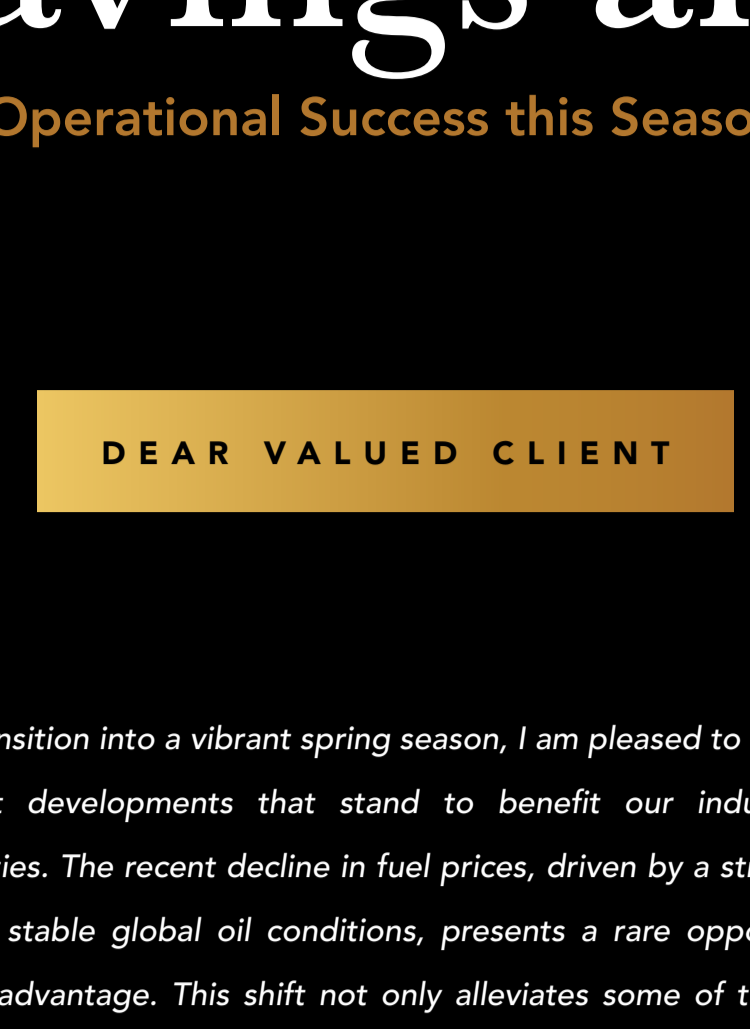 avings an
Operational Success this Seaso
DEAR VALUED CLIENT
nsition into a vibrant spring season, I am pleased to
developments that stand to benefit our indu
ies. The recent decline in fuel prices, driven by a st
stable global oil conditions, presents a rare oppo
advantage. This shift not only alleviates some of t